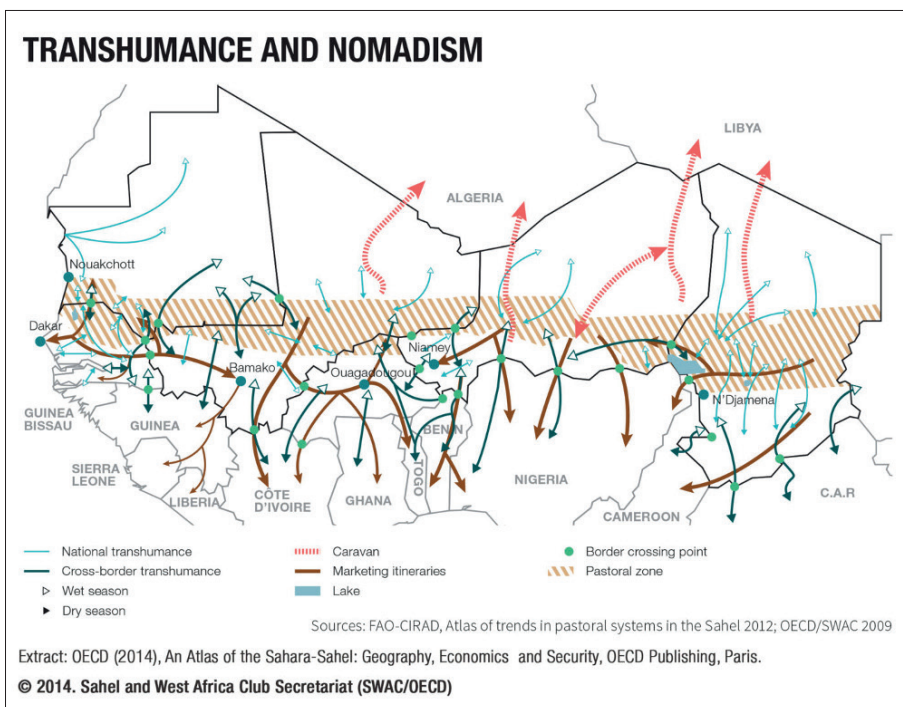 TRANSHUMANCE AND NOMADISM
LIBYA
ALGERIA
Nouakchott
Dakar
Bamako
Ouagadougou
Niamey
N'Djamena
GUINEA
BISSAU
GUINEA
SIERRA
LEONE
LIBERIA
CÔTE
D'IVOIRE
GHANA
TOGO
BENIN
NIGERIA
CAMEROON
C.A.R
National transhumance
Cross-border transhumance
Wet season
Dry season
Caravan
Marketing itineraries
Lake
Border crossing point
Pastoral zone
Sources: FAO-CIRAD, Atlas of trends in pastoral systems in the Sahel 2012; OECD/SWAC 2009
Extract: OECD (2014), An Atlas of the Sahara-Sahel: Geography, Economics and Security, OECD Publishing, Paris.
© 2014. Sahel and West Africa Club Secretariat (SWAC/OECD)